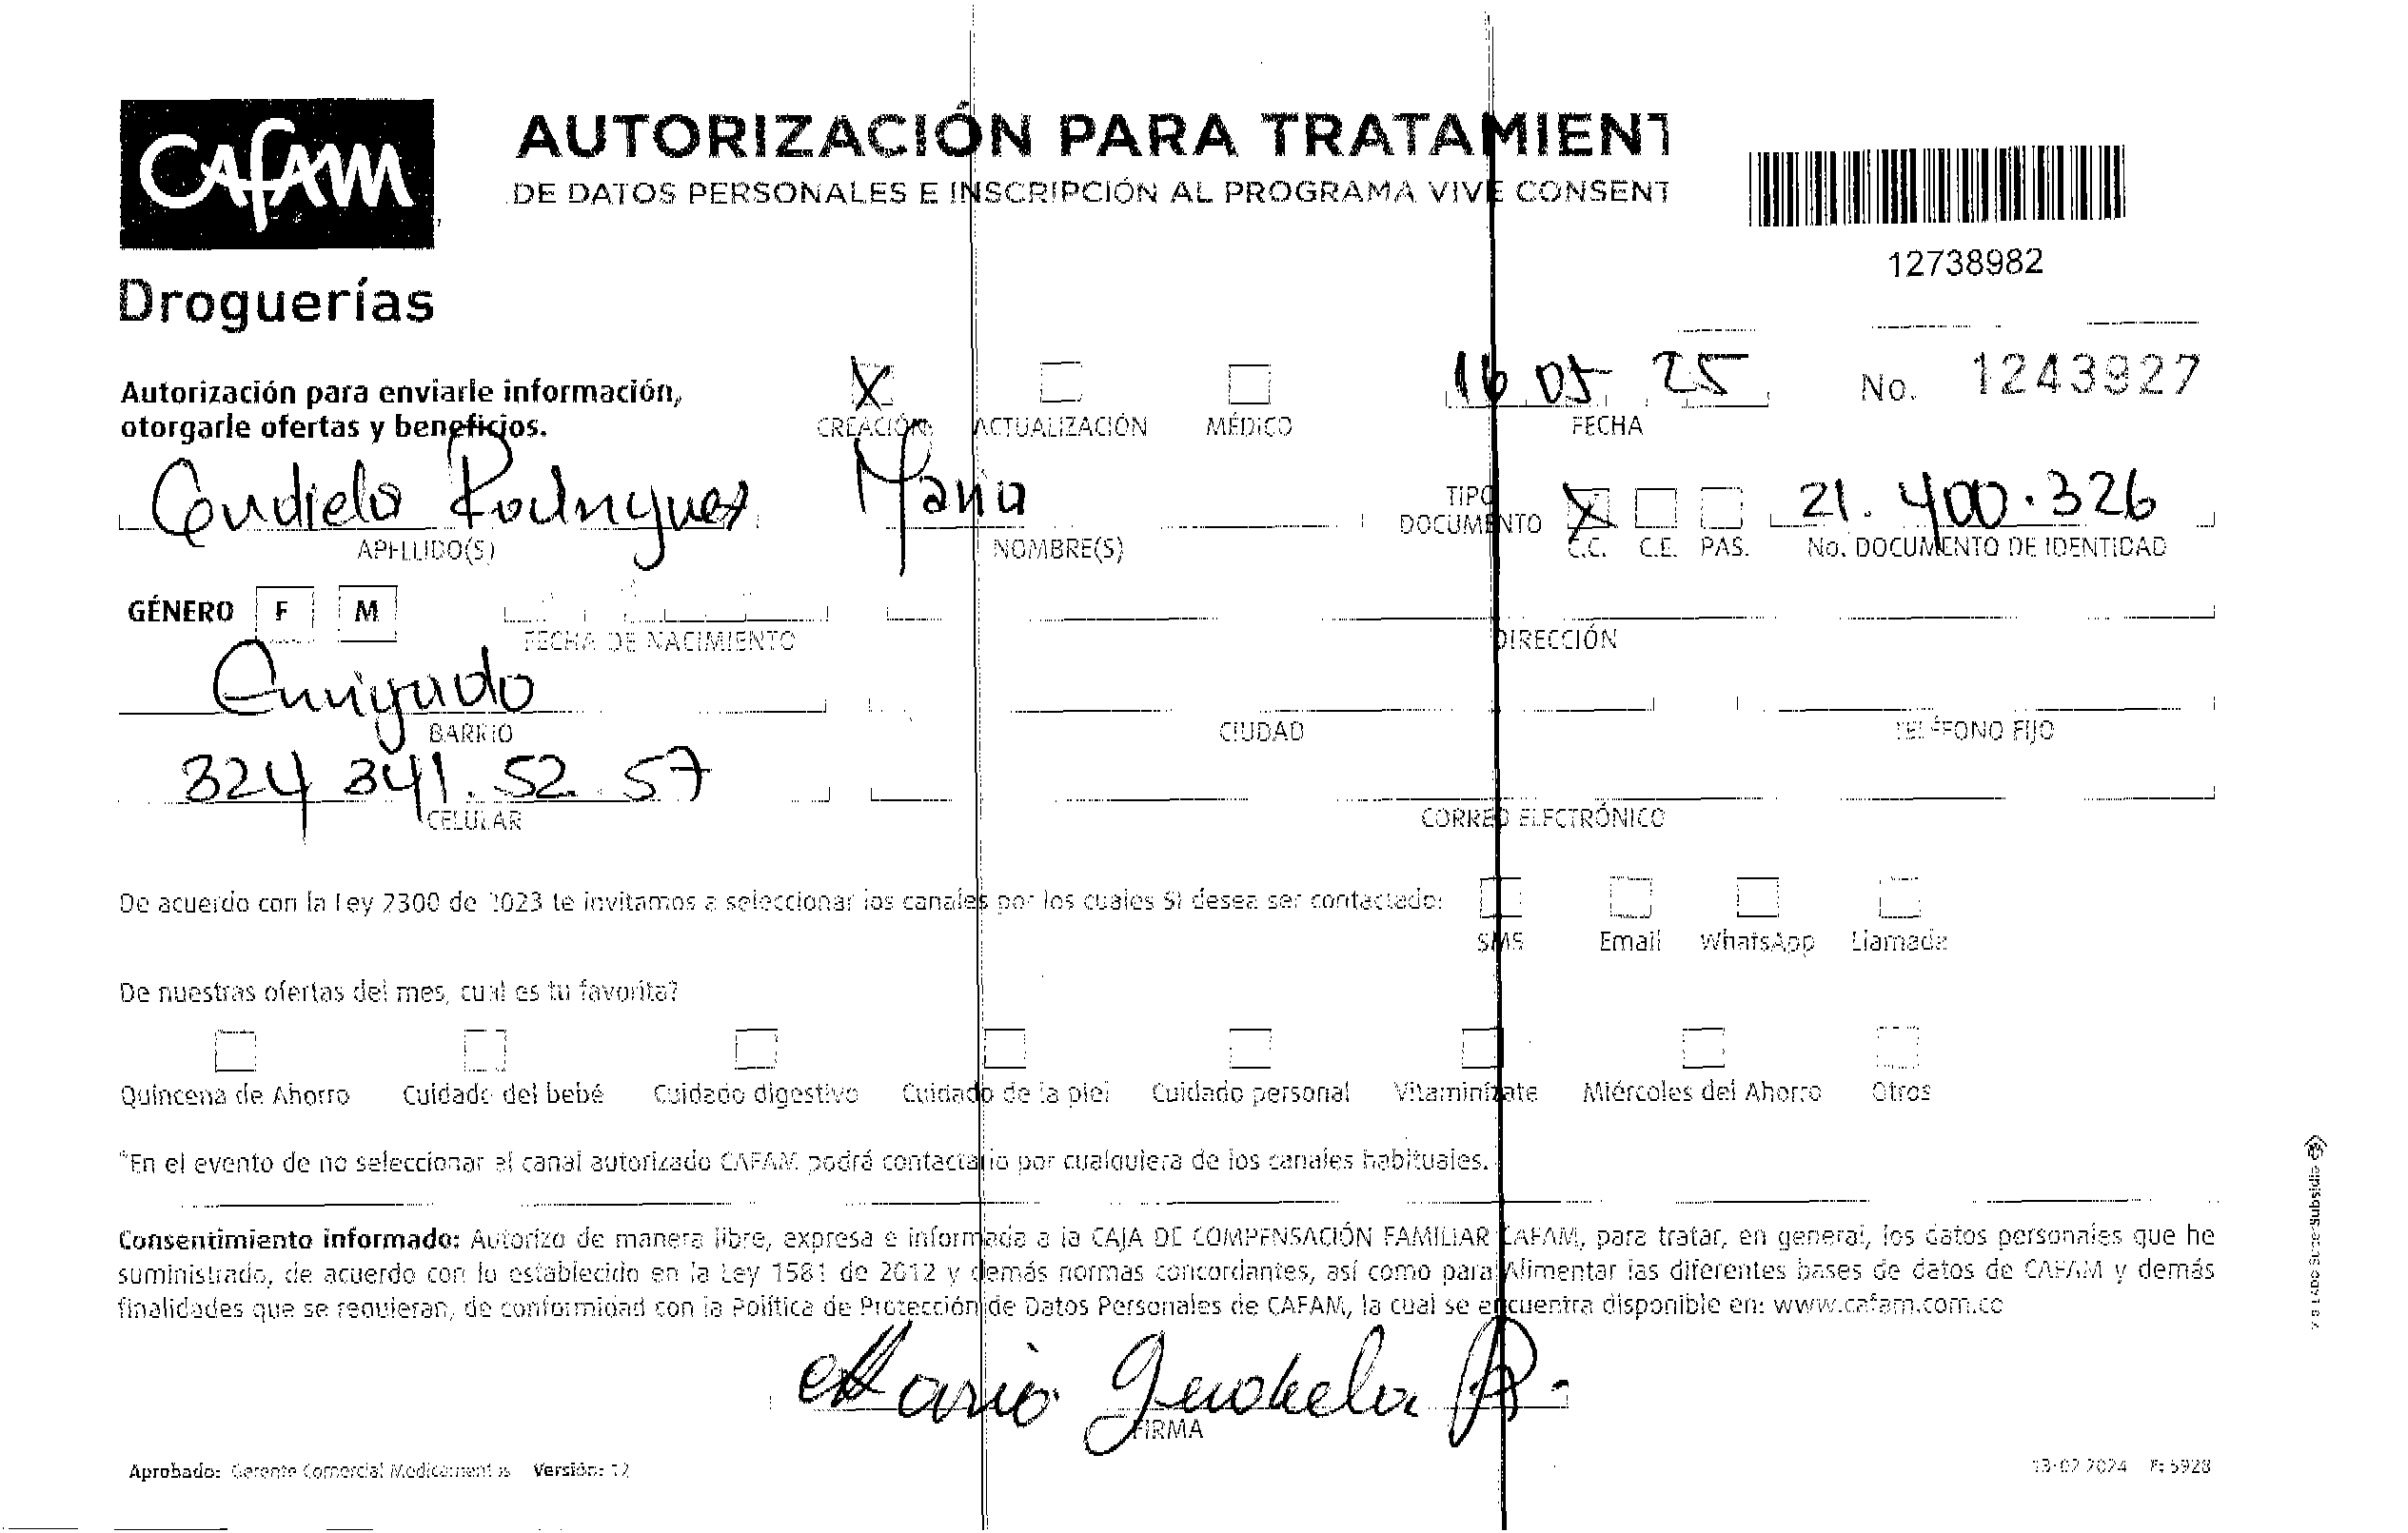 Cafam
AUTORIZACIÓN PARA TRATAMIENT
DE DATOS PERSONALES E INSCRIPCIÓN AL PROGRAMA VIVE CONSENT
12738982
Droguerías
Autorización para enviarle información,
otorgarle ofertas y beneficios.
X
CREACIÓN ACTUALIZACIÓN MÉDICO
16 05 25
FECHA
No. 1243927
Rodriguez Maria
APELLIDO(S) NOMBRE(S)
TIPO DOCUMENTO X C.C. C.E. PAS.
21.400.326
No. DOCUMENTO DE IDENTIDAD
GÉNERO F M
FECHA DE NACIMIENTO DIRECCIÓN
Envigado
BARRIO CIUDAD TELÉFONO FIJO
324 341.52.57
CELULAR CORREO ELECTRÓNICO
De acuerdo con la Ley 2300 de 2023 te invitamos a seleccionar los canales por los cuales SI desea ser contactado:
SMS Email WhatsApp Llamada
De nuestras ofertas del mes, cual es tu favorita?
Quincena de Ahorro Cuidado del bebé Cuidado digestivo Cuidado de la piel Cuidado personal Vitaminízate Miércoles del Ahorro Otros
*En el evento de no seleccionar el canal autorizado CAFAM podrá contactarlo por cualquiera de los canales habituales.
Consentimiento informado: Autorizo de manera libre, expresa e informada a la CAJA DE COMPENSACIÓN FAMILIAR CAFAM, para tratar, en general, los datos personales que he
suministrado, de acuerdo con lo establecido en la Ley 1581 de 2012 y demás normas concordantes, así como para Alimentar las diferentes bases de datos de CAFAM y demás
finalidades que se requieran, de conformidad con la Política de Protección de Datos Personales de CAFAM, la cual se encuentra disponible en: www.cafam.com.co
FIRMA
Aprobado: Gerente Comercial Medicamentos Versión: 12
13-02-2024 F: 5928